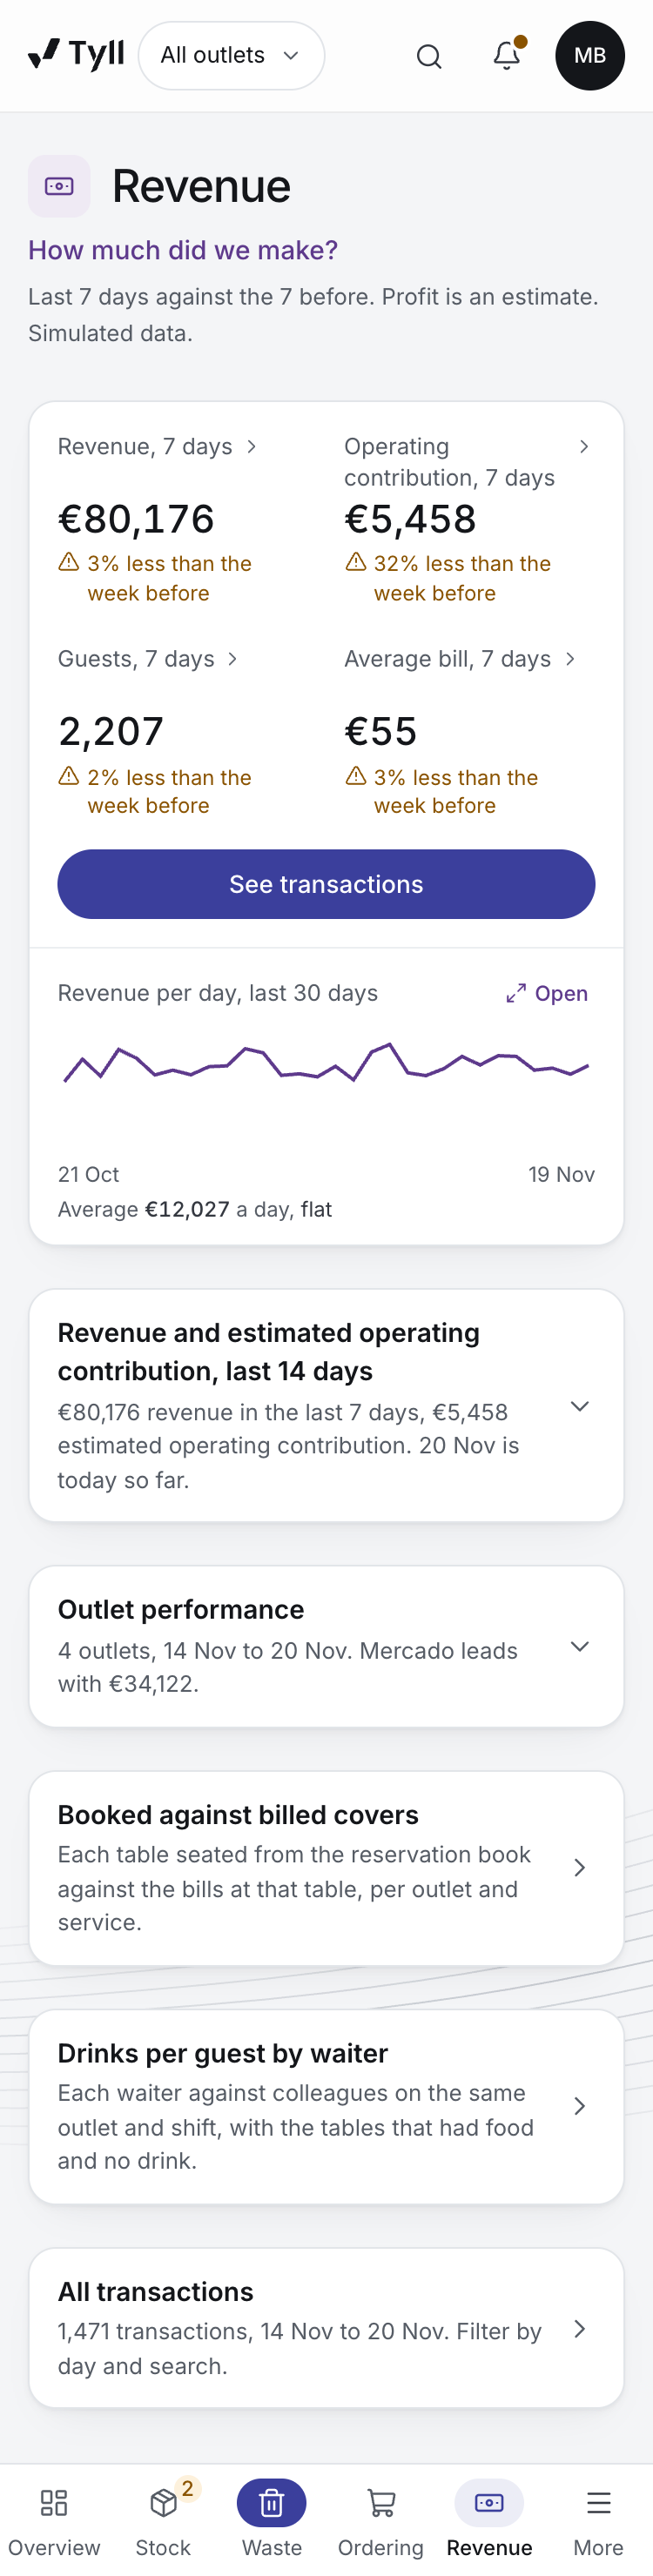 Tyll
All outlets
MB
Revenue
How much did we make?
Last 7 days against the 7 before. Profit is an estimate.
Simulated data.
Revenue, 7 days
€80,176
3% less than the
week before
Operating
contribution, 7 days
€5,458
32% less than the
week before
Guests, 7 days
2,207
2% less than the
week before
Average bill, 7 days
€55
3% less than the
week before
See transactions
Revenue per day, last 30 days
Open
21 Oct
19 Nov
Average €12,027 a day, flat
Revenue and estimated operating
contribution, last 14 days
€80,176 revenue in the last 7 days, €5,458
estimated operating contribution. 20 Nov is
today so far.
Outlet performance
4 outlets, 14 Nov to 20 Nov. Mercado leads
with €34,122.
Booked against billed covers
Each table seated from the reservation book
against the bills at that table, per outlet and
service.
Drinks per guest by waiter
Each waiter against colleagues on the same
outlet and shift, with the tables that had food
and no drink.
All transactions
1,471 transactions, 14 Nov to 20 Nov. Filter by
day and search.
Overview
2
Stock
Waste
Ordering
Revenue
More